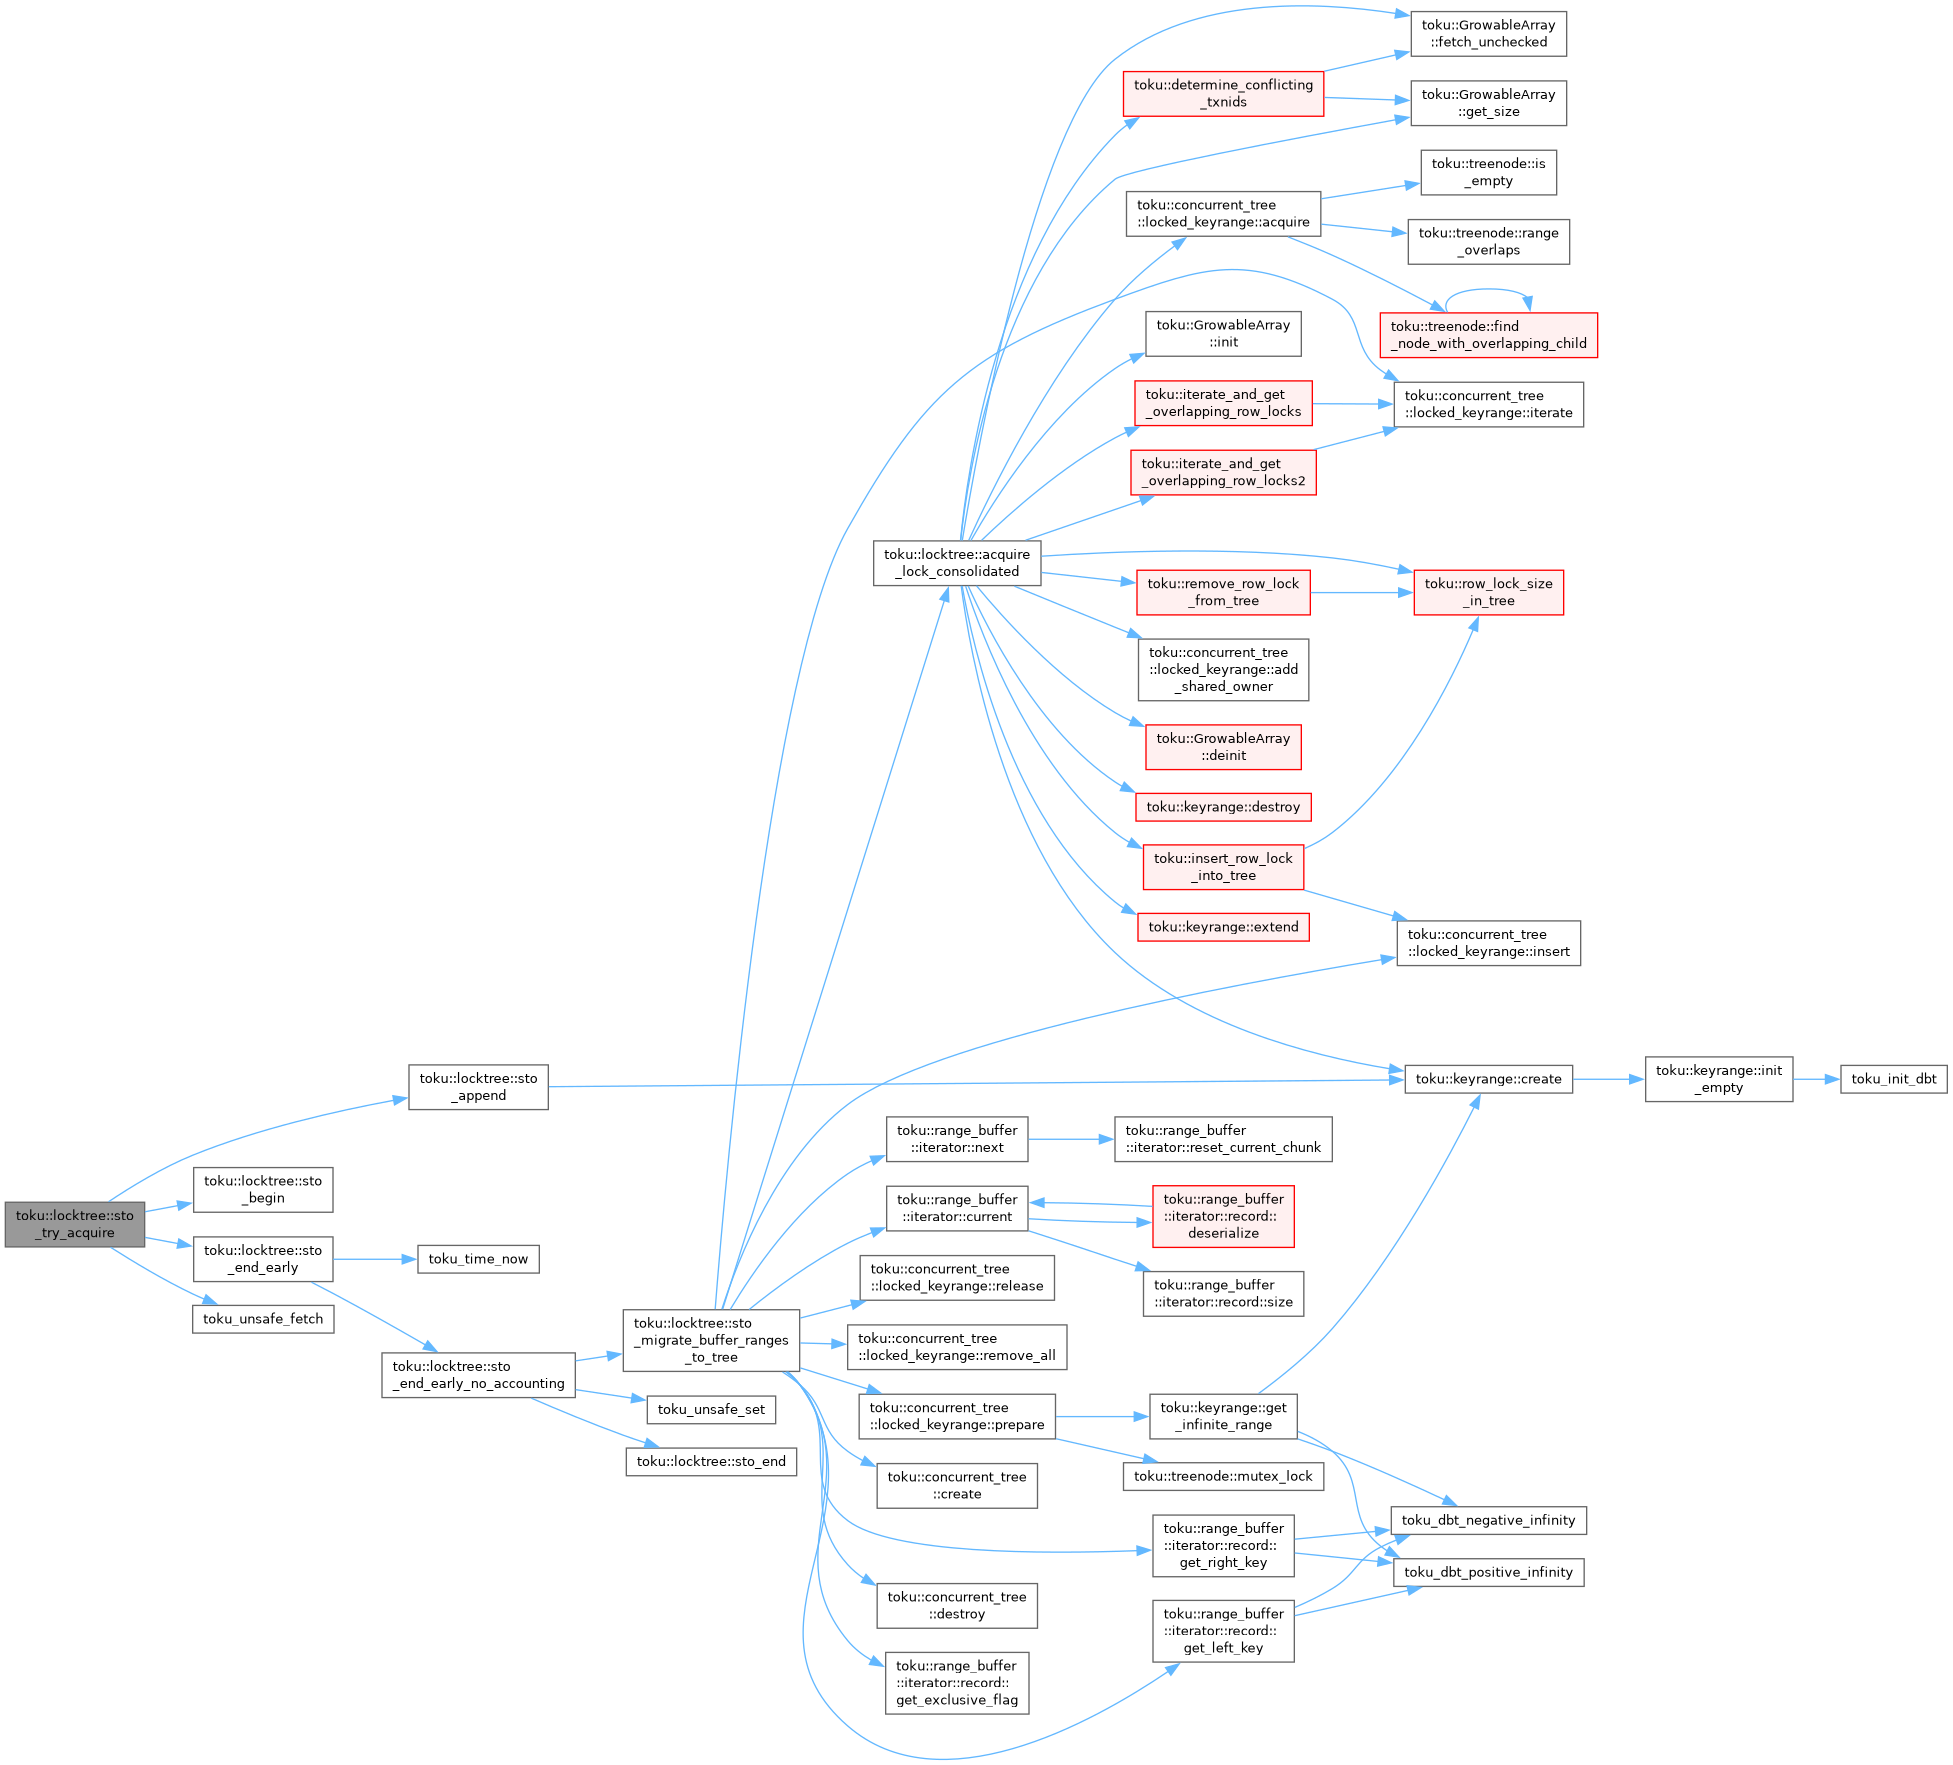 toku::locktree::sto
_try_acquire
toku::locktree::sto
_append
toku::locktree::sto
_begin
toku::locktree::sto
_end_early
toku_unsafe_fetch
toku_time_now
toku::locktree::sto
_end_early_no_accounting
toku::locktree::sto
_migrate_buffer_ranges
_to_tree
toku_unsafe_set
toku::locktree::sto_end
toku::locktree::acquire
_lock_consolidated
toku::range_buffer
::iterator::next
toku::range_buffer
::iterator::current
toku::concurrent_tree
::locked_keyrange::release
toku::concurrent_tree
::locked_keyrange::remove_all
toku::concurrent_tree
::locked_keyrange::prepare
toku::concurrent_tree
::create
toku::concurrent_tree
::destroy
toku::range_buffer
::iterator::record::
get_exclusive_flag
toku::determine_conflicting
_txnids
toku::concurrent_tree
::locked_keyrange::acquire
toku::GrowableArray
::init
toku::iterate_and_get
_overlapping_row_locks
toku::iterate_and_get
_overlapping_row_locks2
toku::remove_row_lock
_from_tree
toku::concurrent_tree
::locked_keyrange::add
_shared_owner
toku::GrowableArray
::deinit
toku::keyrange::destroy
toku::insert_row_lock
_into_tree
toku::keyrange::extend
toku::range_buffer
::iterator::reset_current_chunk
toku::range_buffer
::iterator::record::
deserialize
toku::range_buffer
::iterator::record::size
toku::keyrange::get
_infinite_range
toku::treenode::mutex_lock
toku::range_buffer
::iterator::record::
get_right_key
toku::range_buffer
::iterator::record::
get_left_key
toku::GrowableArray
::fetch_unchecked
toku::GrowableArray
::get_size
toku::treenode::is
_empty
toku::treenode::range
_overlaps
toku::treenode::find
_node_with_overlapping_child
toku::concurrent_tree
::locked_keyrange::iterate
toku::row_lock_size
_in_tree
toku::concurrent_tree
::locked_keyrange::insert
toku::keyrange::create
toku_dbt_negative_infinity
toku_dbt_positive_infinity
toku::keyrange::init
_empty
toku_init_dbt